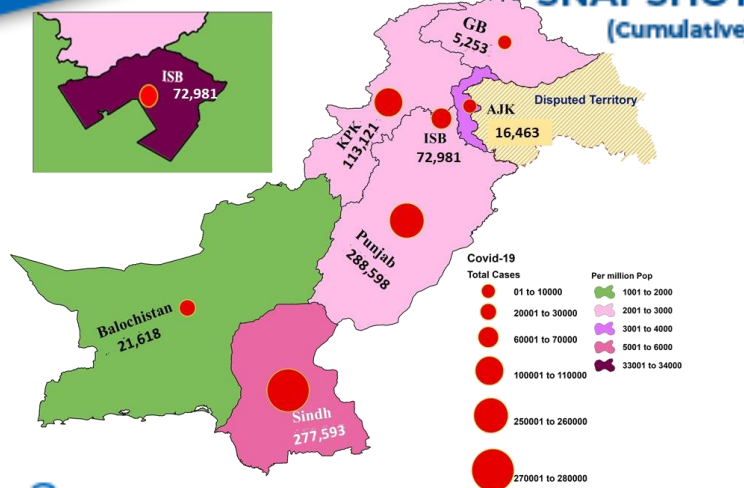 SNAPSHOT
(Cumulative
ISB
72,981
GB
5,253
Disputed Territory
AJK
16,463
KPK
113,121
ISB
72,981
Punjab
288,598
Balochistan
21,618
Sindh
277,593
Covid-19
Total Cases
01 to 10000
20001 to 30000
60001 to 70000
100001 to 110000
250001 to 260000
270001 to 280000
Per million Pop
1001 to 2000
2001 to 3000
3001 to 4000
5001 to 6000
33001 to 34000